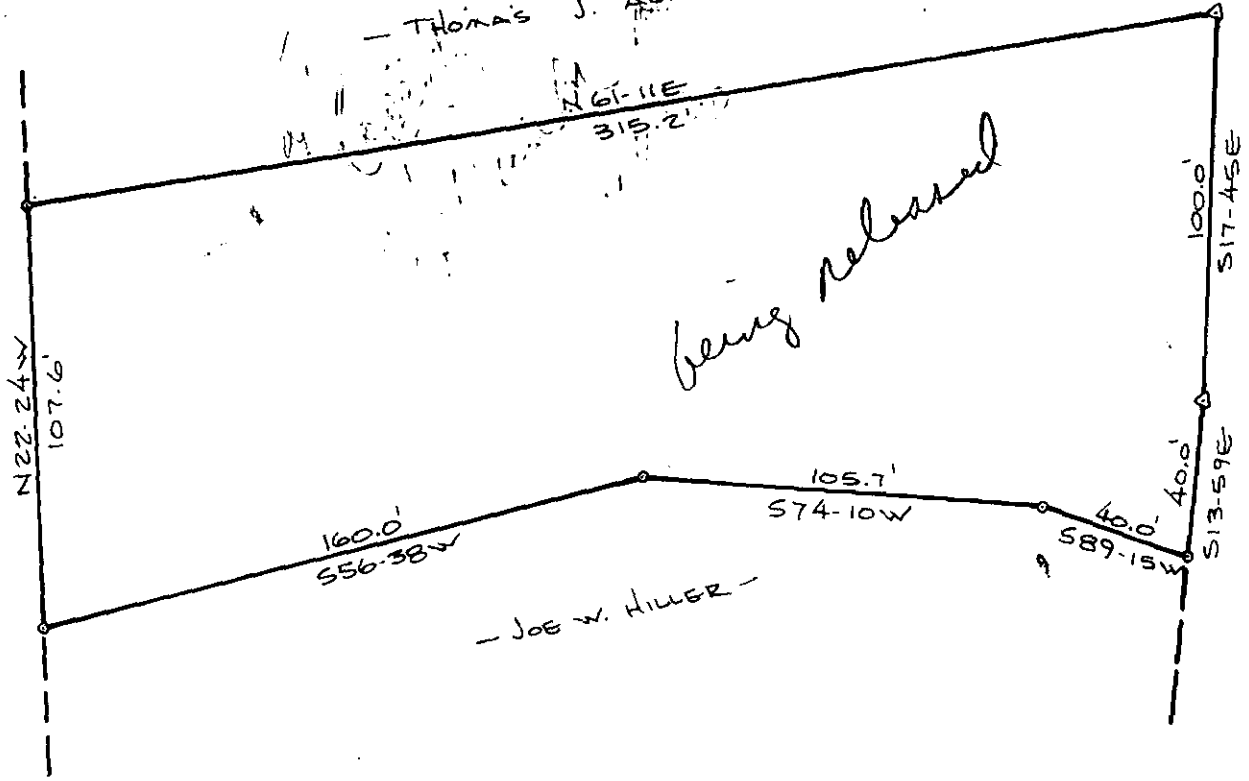 — THOMAS J.
N61-11E
315.2'
being released
100.0'
S17-45E
N22-24W
107.6'
40.0'
S13-59E
105.7'
S74-10W
40.0'
S89-15W
160.0'
S56-38W
— JOE W. HILLER —